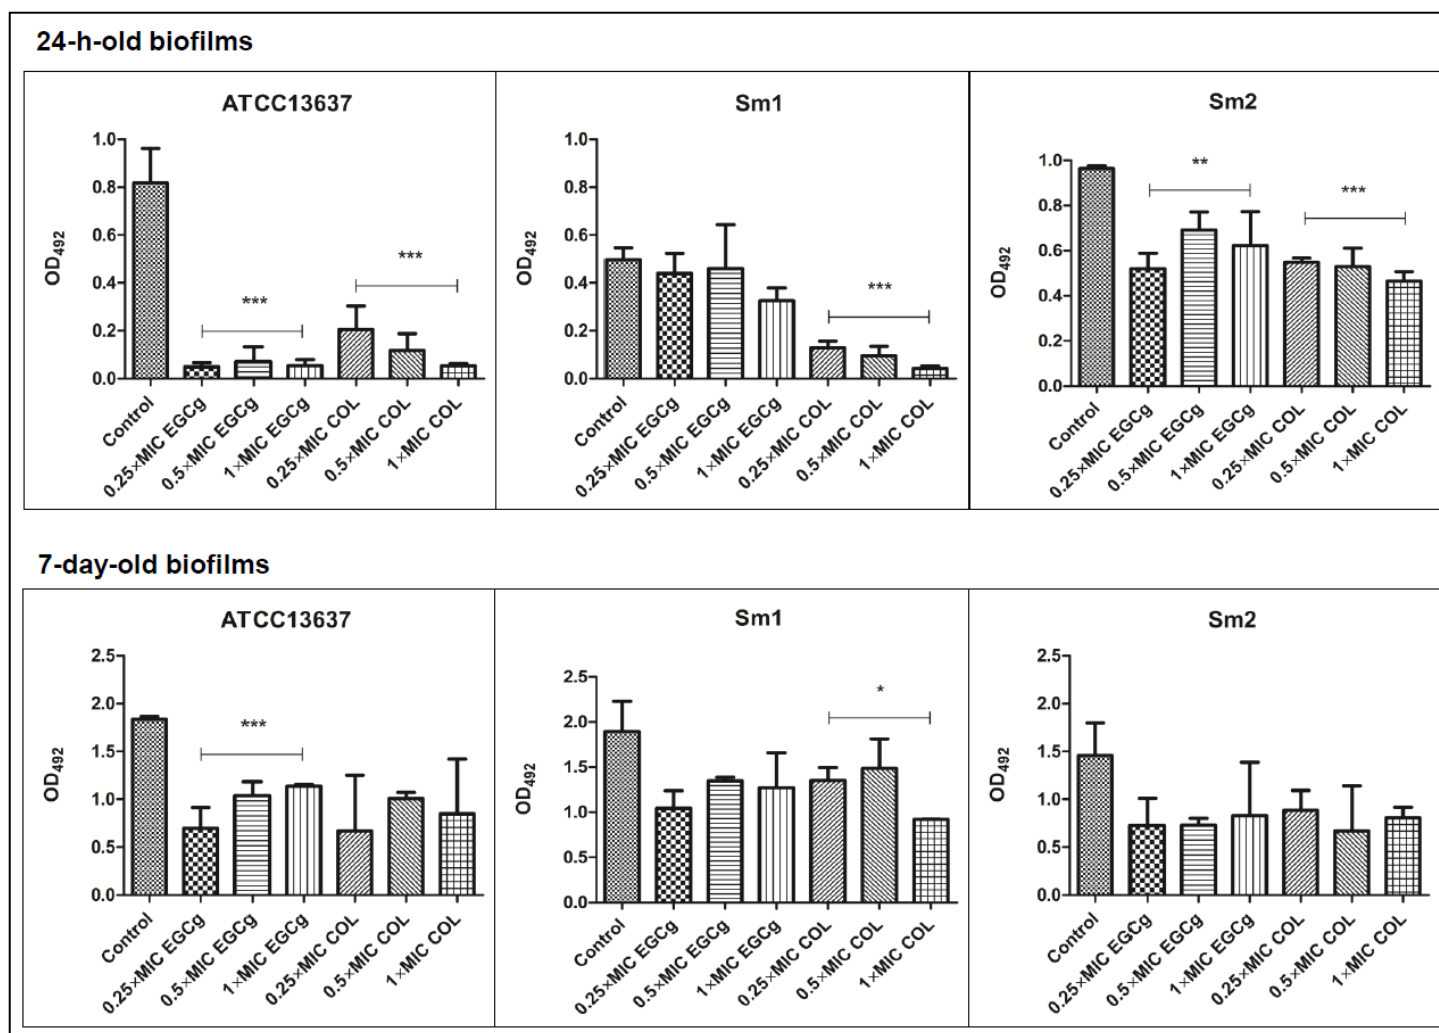 24-h-old biofilms
ATCC13637
OD492
1.0
0.8
0.6
0.4
0.2
0.0
***
***
Control
0.25×MIC EGCg
0.5×MIC EGCg
1×MIC EGCg
0.25×MIC COL
0.5×MIC COL
1×MIC COL
Sm1
OD492
1.0
0.8
0.6
0.4
0.2
0.0
***
Control
0.25×MIC EGCg
0.5×MIC EGCg
1×MIC EGCg
0.25×MIC COL
0.5×MIC COL
1×MIC COL
Sm2
OD492
1.0
0.8
0.6
0.4
0.2
0.0
**
***
Control
0.25×MIC EGCg
0.5×MIC EGCg
1×MIC EGCg
0.25×MIC COL
0.5×MIC COL
1×MIC COL
7-day-old biofilms
ATCC13637
OD492
2.5
2.0
1.5
1.0
0.5
0.0
***
Control
0.25×MIC EGCg
0.5×MIC EGCg
1×MIC EGCg
0.25×MIC COL
0.5×MIC COL
1×MIC COL
Sm1
OD492
2.5
2.0
1.5
1.0
0.5
0.0
*
Control
0.25×MIC EGCg
0.5×MIC EGCg
1×MIC EGCg
0.25×MIC COL
0.5×MIC COL
1×MIC COL
Sm2
OD492
2.5
2.0
1.5
1.0
0.5
0.0
Control
0.25×MIC EGCg
0.5×MIC EGCg
1×MIC EGCg
0.25×MIC COL
0.5×MIC COL
1×MIC COL